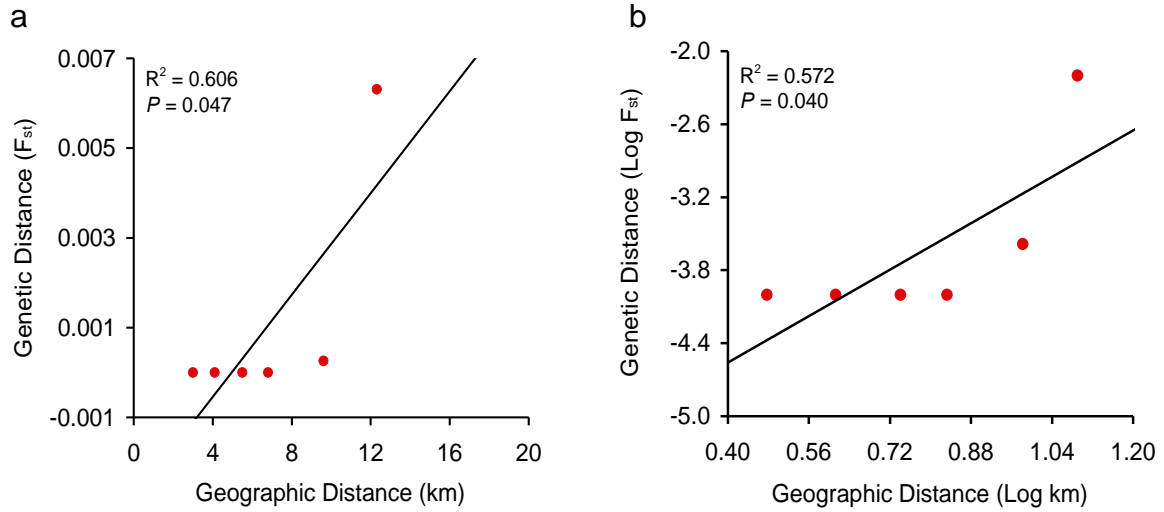 a
R² = 0.606
P = 0.047
0.007
0.005
0.003
0.001
-0.001
0 4 8 12 16 20
Genetic Distance (Fst)
Geographic Distance (km)
b
R² = 0.572
P = 0.040
-2.0
-2.6
-3.2
-3.8
-4.4
-5.0
0.40 0.56 0.72 0.88 1.04 1.20
Genetic Distance (Log Fst)
Geographic Distance (Log km)